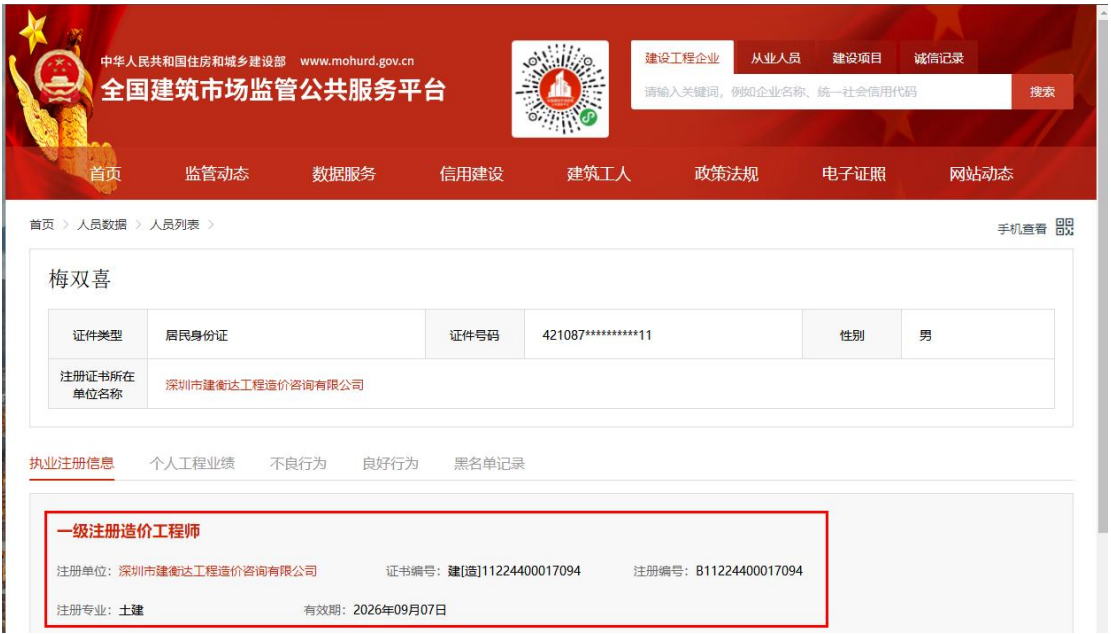 中华人民共和国住房和城乡建设部 www.mohurd.gov.cn
全国建筑市场监管公共服务平台
建设工程企业 从业人员 建设项目 诚信记录
请输入关键词，例如企业名称、统一社会信用代码 搜索
首页 监管动态 数据服务 信用建设 建筑工人 政策法规 电子证照 网站动态
首页 > 人员数据 > 人员列表 >
手机查看
梅双喜
证件类型 居民身份证 证件号码 421087**********11 性别 男
注册证书所在
单位名称
深圳市建衡达工程造价咨询有限公司
执业注册信息 个人工程业绩 不良行为 良好行为 黑名单记录
一级注册造价工程师
注册单位：深圳市建衡达工程造价咨询有限公司 证书编号：建[造]11224400017094 注册编号：B11224400017094
注册专业：土建 有效期：2026年09月07日